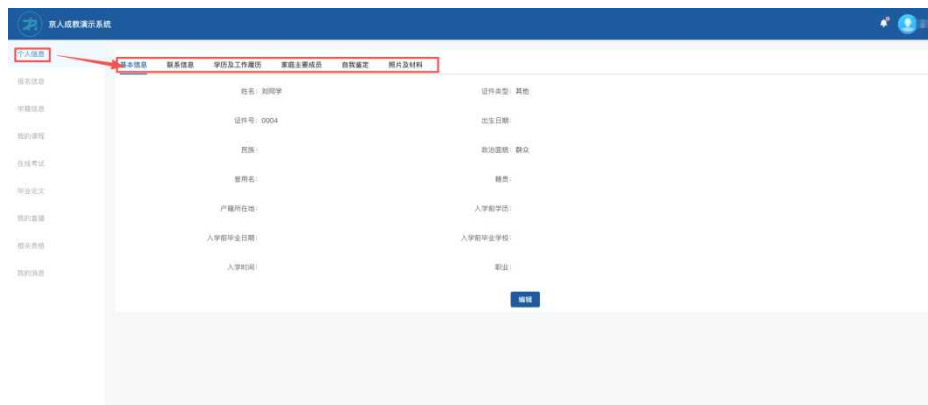 京人成教演示系统
个人信息
报名信息
学籍信息
我的课程
在线考试
毕业论文
我的直播
相关表格
我的消息
基本信息 联系信息 学历及工作履历 家庭主要成员 自我鉴定 照片及材料
姓名: 刘同学 证件类型: 其他
证件号: 0004 出生日期:
民族: 政治面貌: 群众
曾用名: 籍贯:
户籍所在地: 入学前学历:
入学前毕业日期: 入学前毕业学校:
入学时间: 职业:
编辑